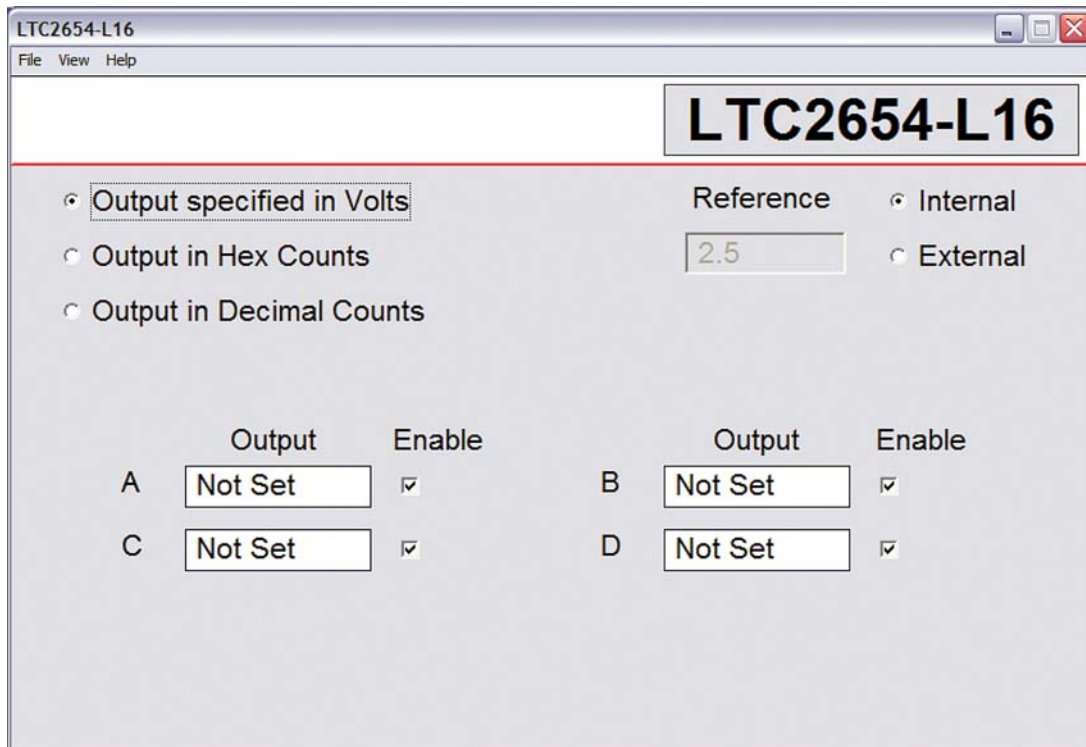 LTC2654-L16
File View Help
LTC2654-L16
Output specified in Volts
Output in Hex Counts
Output in Decimal Counts
Reference
2.5
Internal
External
Output Enable Output Enable
A Not Set B Not Set
C Not Set D Not Set